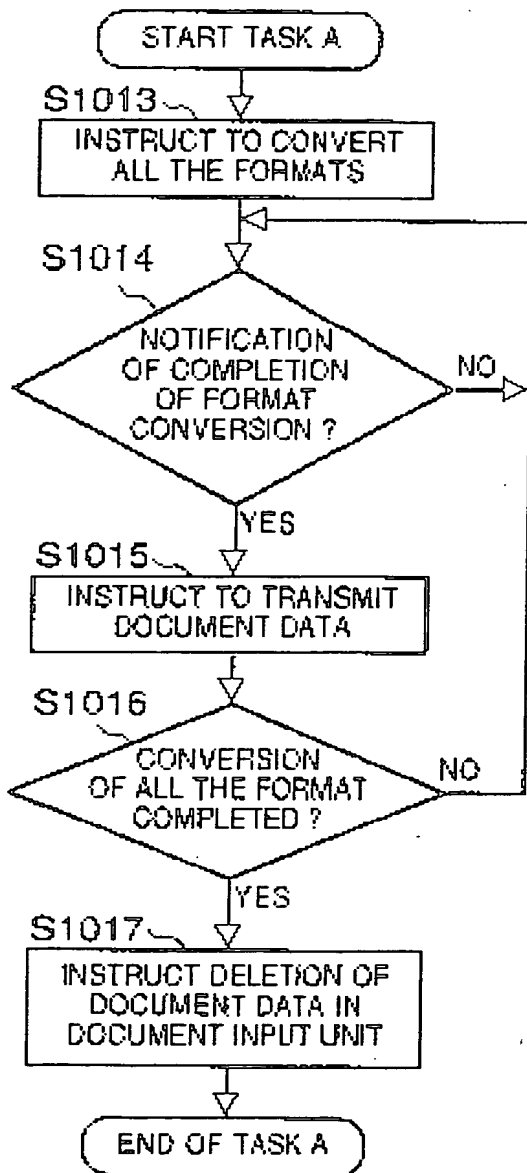 START TASK A
S1013
INSTRUCT TO CONVERT
ALL THE FORMATS
S1014
NOTIFICATION
OF COMPLETION
OF FORMAT
CONVERSION ?
NO
YES
S1015
INSTRUCT TO TRANSMIT
DOCUMENT DATA
S1016
CONVERSION
OF ALL THE FORMAT
COMPLETED ?
NO
YES
S1017
INSTRUCT DELETION OF
DOCUMENT DATA IN
DOCUMENT INPUT UNIT
END OF TASK A